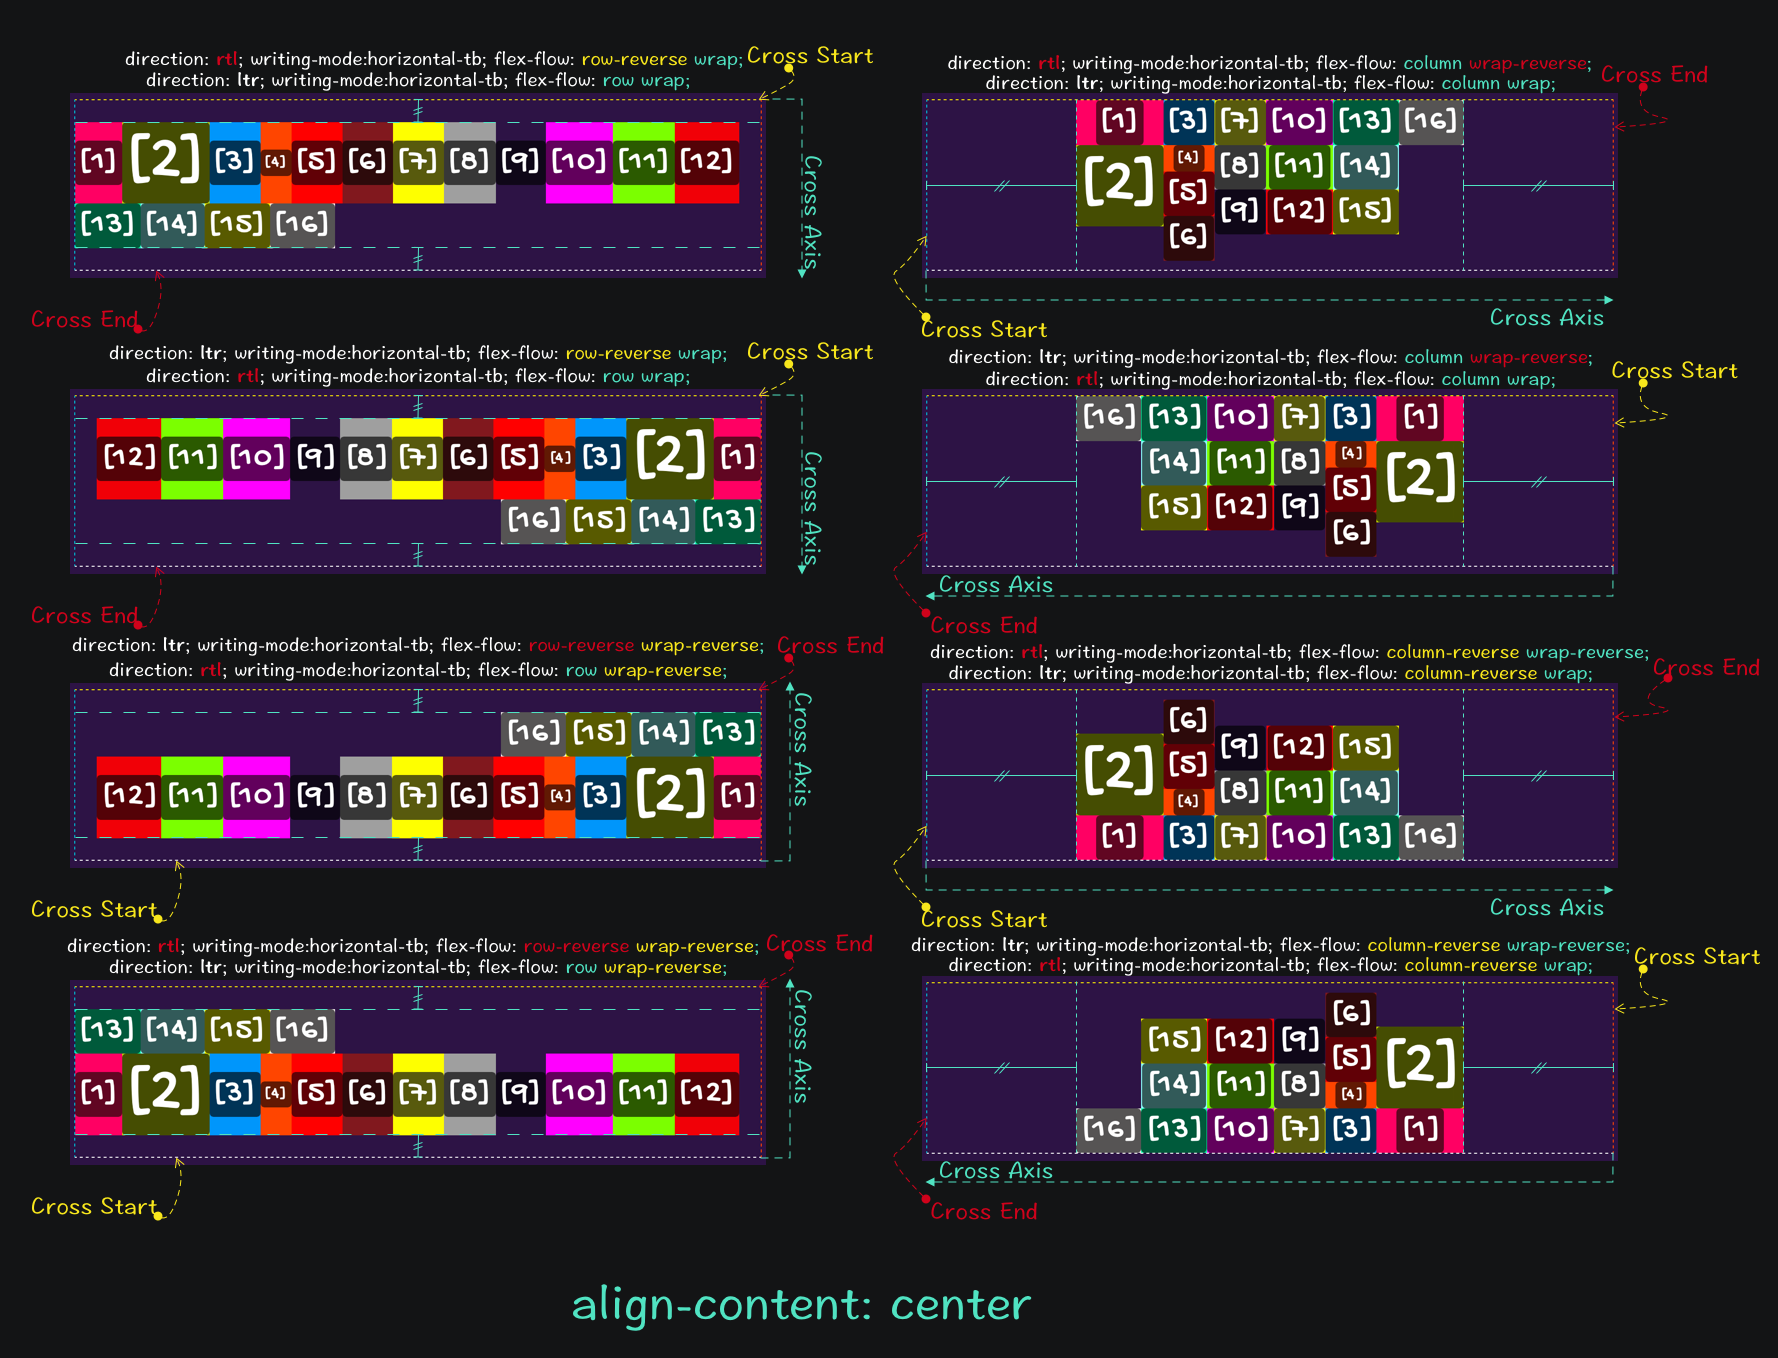 direction: rtl; writing-mode:horizontal-tb; flex-flow: row-reverse wrap;
direction: ltr; writing-mode:horizontal-tb; flex-flow: row wrap;
Cross Start
[1] [2] [3] [4] [5] [6] [7] [8] [9] [10] [11] [12]
[13] [14] [15] [16]
Cross Axis
Cross End
direction: ltr; writing-mode:horizontal-tb; flex-flow: row-reverse wrap;
direction: rtl; writing-mode:horizontal-tb; flex-flow: row wrap;
Cross Start
[12] [11] [10] [9] [8] [7] [6] [5] [4] [3] [2] [1]
[16] [15] [14] [13]
Cross Axis
Cross End
direction: ltr; writing-mode:horizontal-tb; flex-flow: row-reverse wrap-reverse;
direction: rtl; writing-mode:horizontal-tb; flex-flow: row wrap-reverse;
Cross End
[16] [15] [14] [13]
[12] [11] [10] [9] [8] [7] [6] [5] [4] [3] [2] [1]
Cross Axis
Cross Start
direction: rtl; writing-mode:horizontal-tb; flex-flow: row-reverse wrap-reverse;
direction: ltr; writing-mode:horizontal-tb; flex-flow: row wrap-reverse;
Cross End
[13] [14] [15] [16]
[1] [2] [3] [4] [5] [6] [7] [8] [9] [10] [11] [12]
Cross Axis
Cross Start
direction: rtl; writing-mode:horizontal-tb; flex-flow: column wrap-reverse;
direction: ltr; writing-mode:horizontal-tb; flex-flow: column wrap;
Cross End
[1] [3] [7] [10] [13] [16]
[4] [8] [11] [14]
[2] [5]
[9] [12] [15]
[6]
Cross Axis
Cross Start
direction: ltr; writing-mode:horizontal-tb; flex-flow: column wrap-reverse;
direction: rtl; writing-mode:horizontal-tb; flex-flow: column wrap;
Cross Start
[16] [13] [10] [7] [3] [1]
[14] [11] [8] [4]
[5] [2]
[15] [12] [9]
[6]
Cross Axis
Cross End
direction: rtl; writing-mode:horizontal-tb; flex-flow: column-reverse wrap-reverse;
direction: ltr; writing-mode:horizontal-tb; flex-flow: column-reverse wrap;
Cross End
[6]
[9] [12] [15]
[2] [5]
[4] [8] [11] [14]
[1] [3] [7] [10] [13] [16]
Cross Axis
Cross Start
direction: ltr; writing-mode:horizontal-tb; flex-flow: column-reverse wrap-reverse;
direction: rtl; writing-mode:horizontal-tb; flex-flow: column-reverse wrap;
Cross Start
[6]
[15] [12] [9]
[5] [2]
[14] [11] [8] [4]
[16] [13] [10] [7] [3] [1]
Cross Axis
Cross End
align-content: center